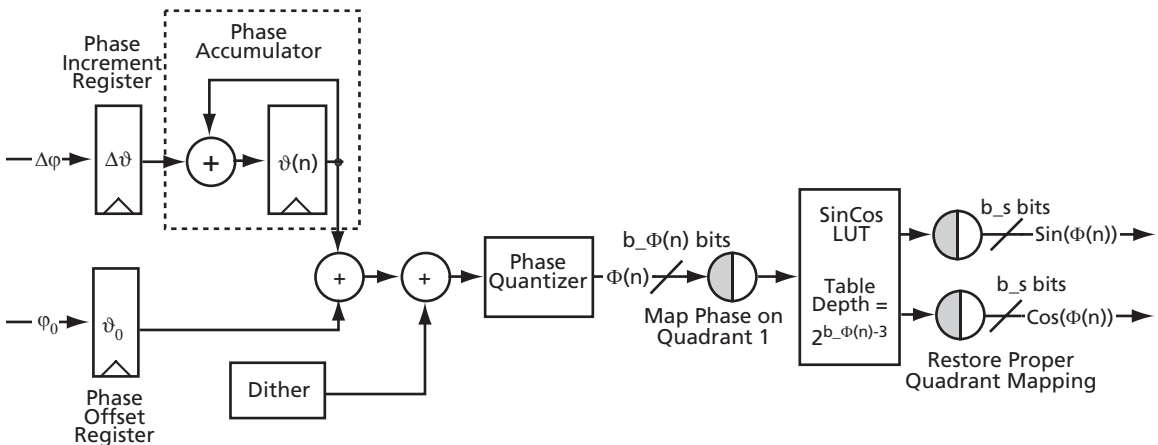 Phase
Increment
Register
Phase
Accumulator
Δφ
Δϑ
+
ϑ(n)
φ0
ϑ0
Phase
Offset
Register
+
+
Dither
Phase
Quantizer
Φ(n)
b_Φ(n) bits
Map Phase on
Quadrant 1
SinCos
LUT
Table
Depth =
2^b_Φ(n)-3
b_s bits
Sin(Φ(n))
b_s bits
Cos(Φ(n))
Restore Proper
Quadrant Mapping